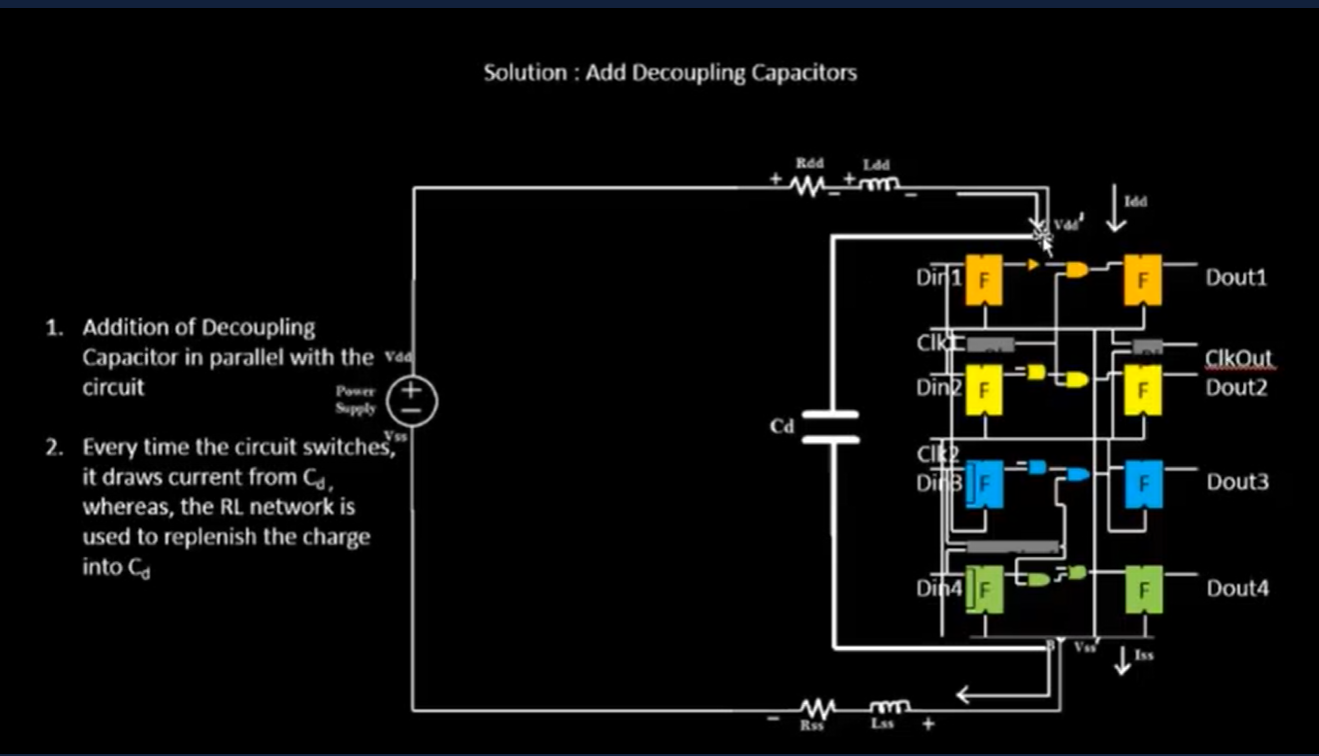 Solution : Add Decoupling Capacitors
Rdd
Ldd
+
+
Idd
Vdd'
1. Addition of Decoupling
Capacitor in parallel with the
circuit
2. Every time the circuit switches,
it draws current from Cd,
whereas, the RL network is
used to replenish the charge
into Cd
Vdd
Power
Supply
Vss
Cd
Din1 F F Dout1
Clk1
ClkOut
Din2 F F Dout2
Clk2
Din3 F F Dout3
Din4 F F Dout4
B
Vss'
Iss
Rss
Lss
+